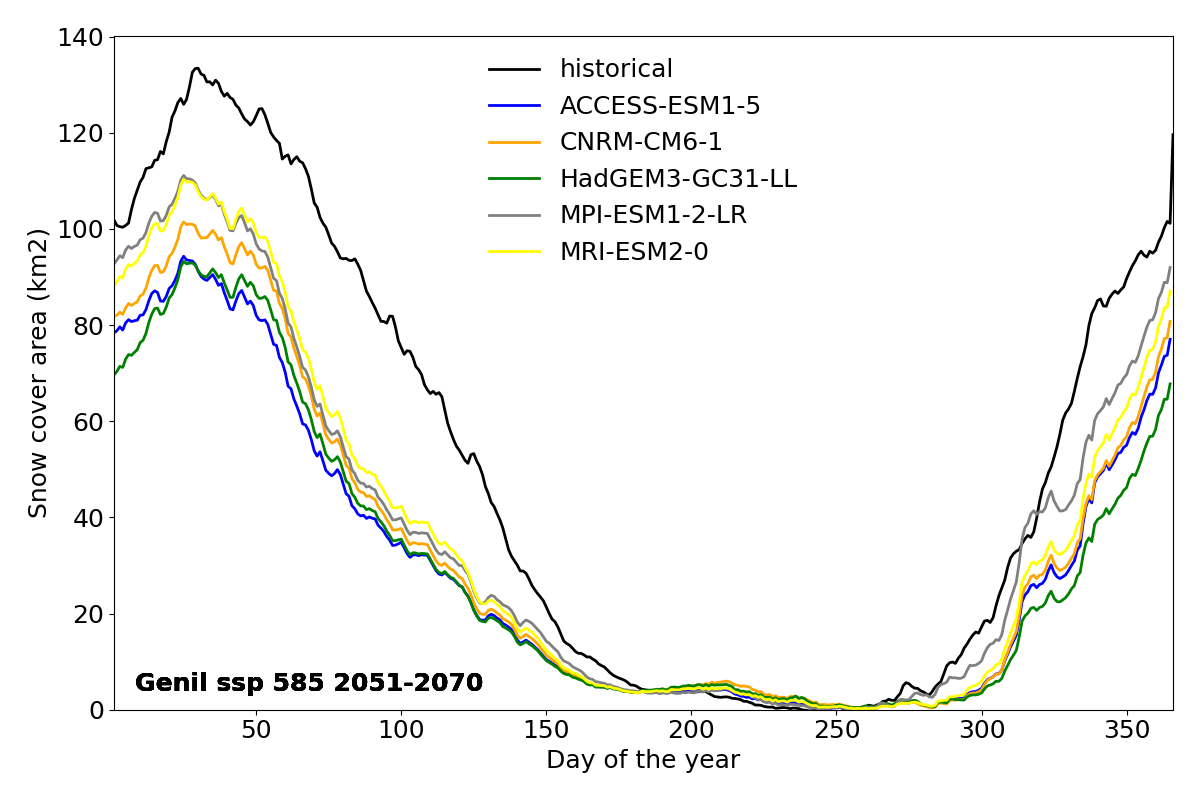 140
120
100
80
60
40
20
0
Snow cover area (km2)
historical
ACCESS-ESM1-5
CNRM-CM6-1
HadGEM3-GC31-LL
MPI-ESM1-2-LR
MRI-ESM2-0
Genil ssp 585 2051-2070
50 100 150 200 250 300 350
Day of the year